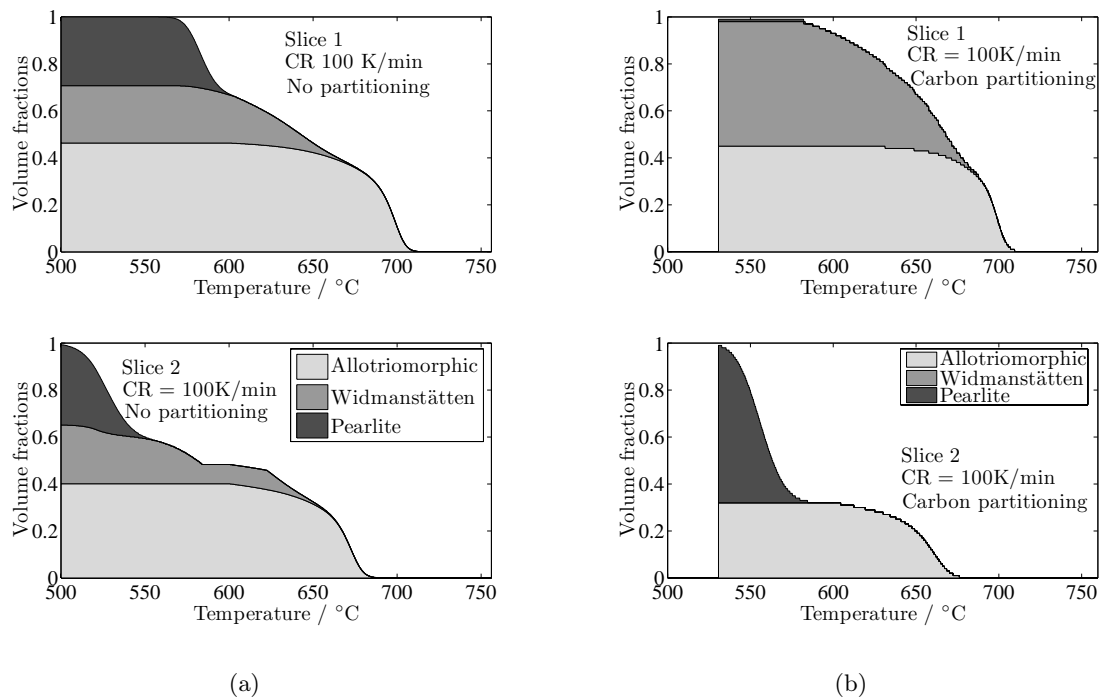 Volume fractions
1
0.8
0.6
0.4
0.2
0
500
550
600
650
700
750
Temperature / °C
Slice 1
CR 100 K/min
No partitioning
Volume fractions
1
0.8
0.6
0.4
0.2
0
500
550
600
650
700
750
Temperature / °C
Slice 1
CR = 100K/min
Carbon partitioning
Volume fractions
1
0.8
0.6
0.4
0.2
0
500
550
600
650
700
750
Temperature / °C
Slice 2
CR = 100K/min
No partitioning
Allotriomorphic
Widmanstätten
Pearlite
Volume fractions
1
0.8
0.6
0.4
0.2
0
500
550
600
650
700
750
Temperature / °C
Allotriomorphic
Widmanstätten
Pearlite
Slice 2
CR = 100K/min
Carbon partitioning
(a)
(b)